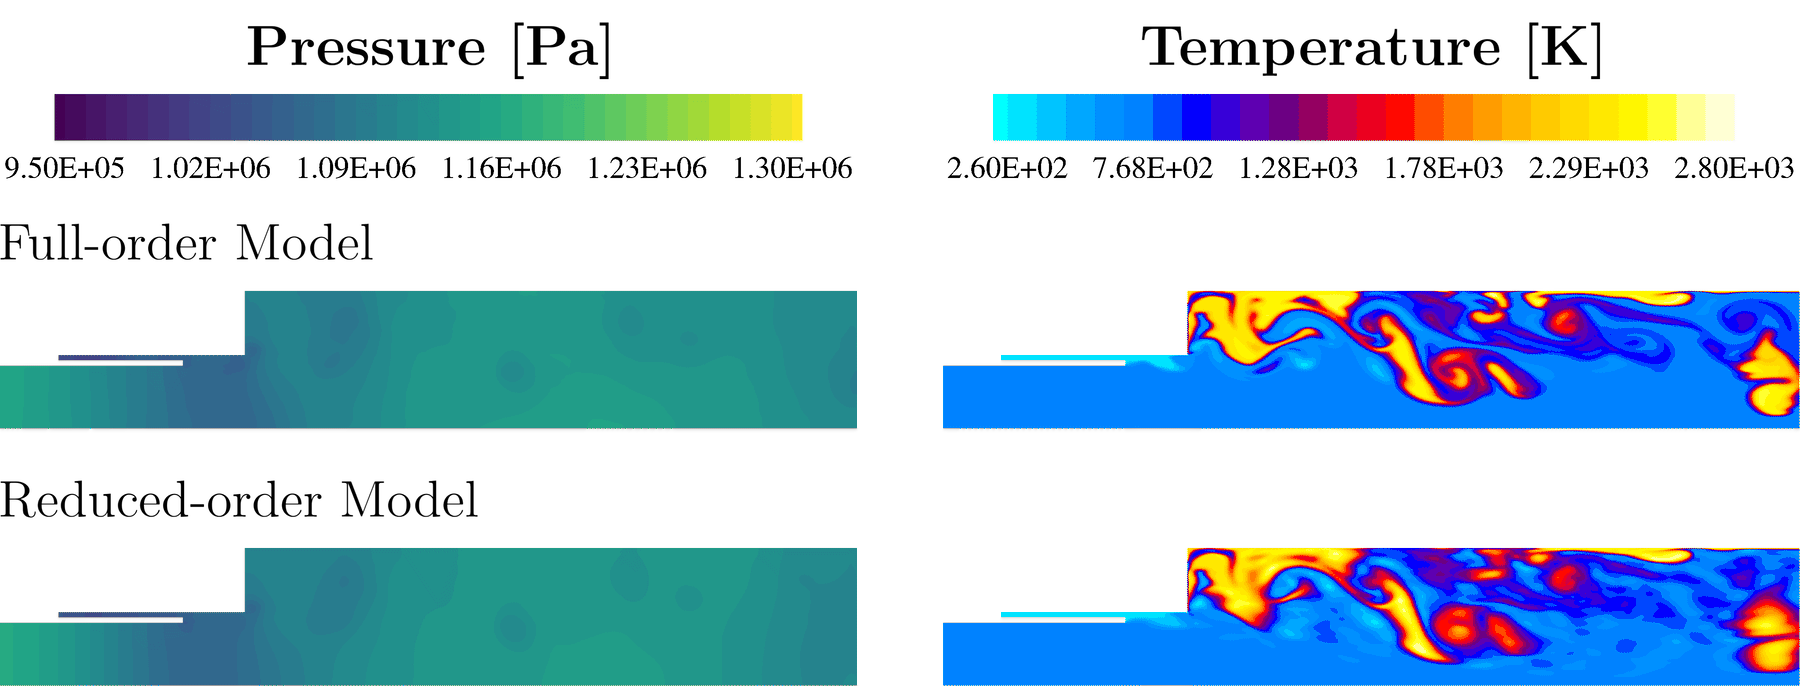 Pressure [Pa]
9.50E+05 1.02E+06 1.09E+06 1.16E+06 1.23E+06 1.30E+06
Temperature [K]
2.60E+02 7.68E+02 1.28E+03 1.78E+03 2.29E+03 2.80E+03
Full-order Model
Reduced-order Model